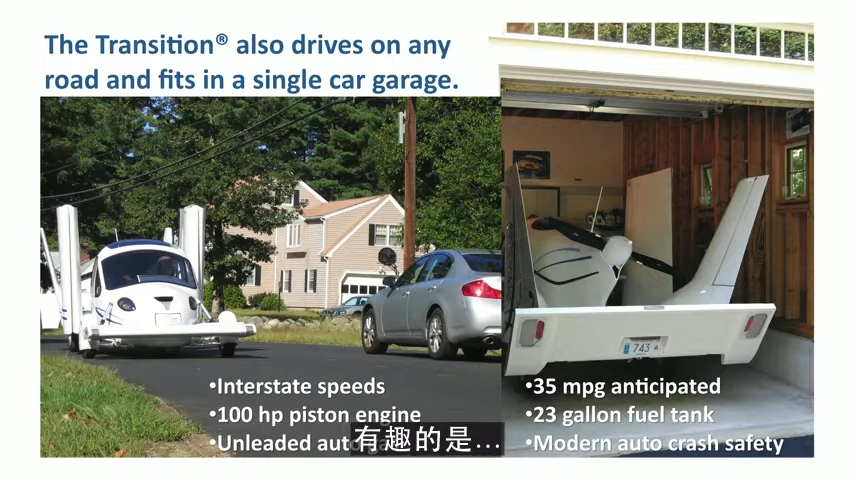 The Transition® also drives on any
road and fits in a single car garage.
•Interstate speeds
•100 hp piston engine
•Unleaded auto
•35 mpg anticipated
•23 gallon fuel tank
•Modern auto crash safety
743 A
有趣的是…